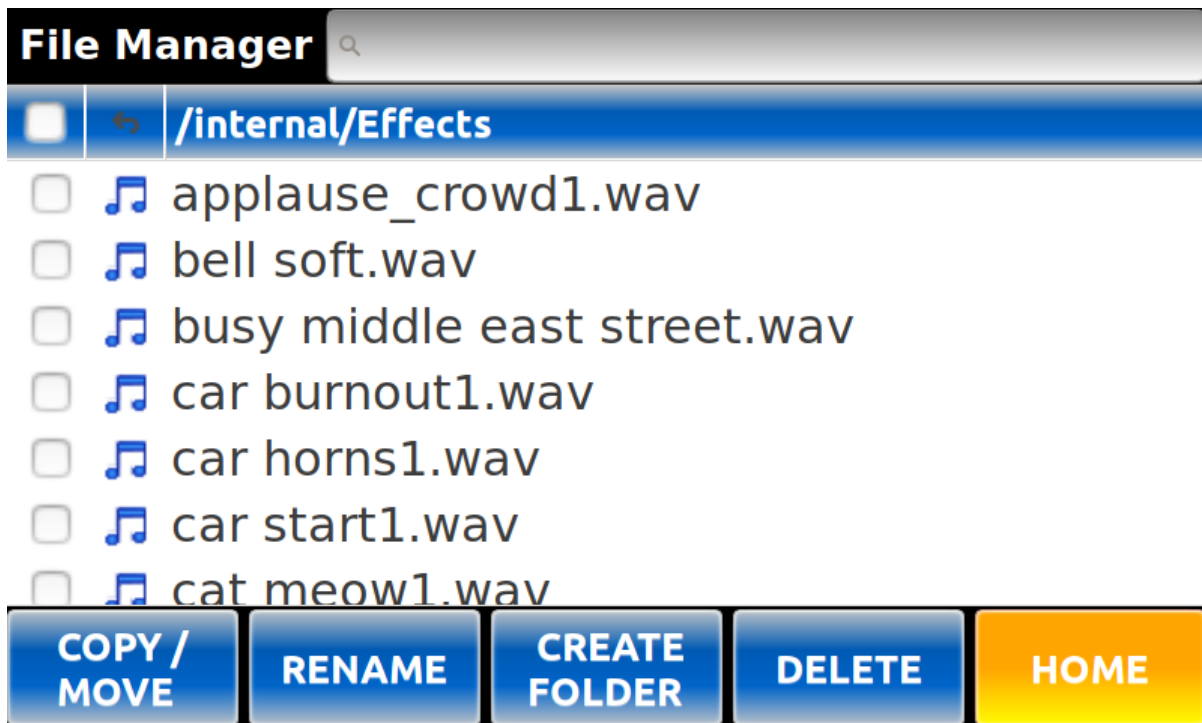 File Manager
/internal/Effects
applause_crowd1.wav
bell soft.wav
busy middle east street.wav
car burnout1.wav
car horns1.wav
car start1.wav
cat meow1.wav
COPY /
MOVE
RENAME
CREATE
FOLDER
DELETE
HOME